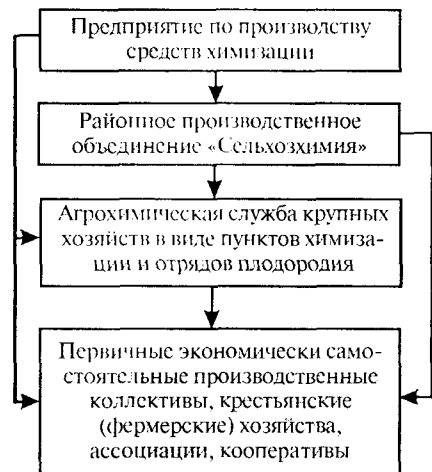 Предприятие по производству
средств химизации
Районное производственное
объединение «Сельхозхимия»
Агрохимическая служба крупных
хозяйств в виде пунктов химиза-
ции и отрядов плодородия
Первичные экономически само-
стоятельные производственные
коллективы, крестьянские
(фермерские) хозяйства,
ассоциации, кооперативы